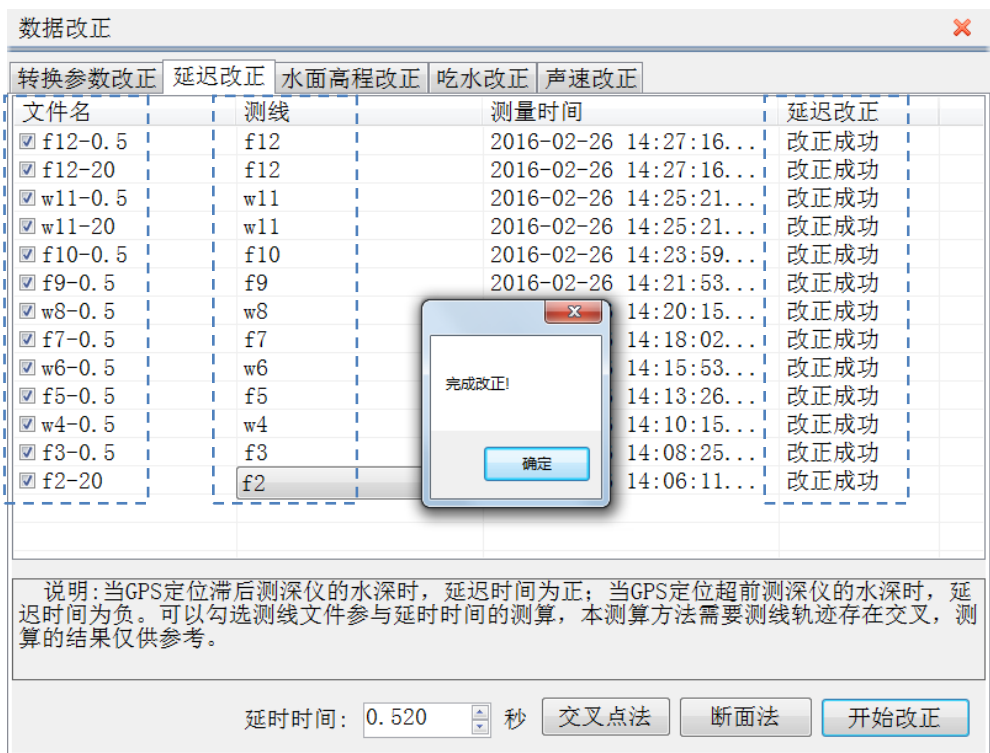 数据改正
转换参数改正 延迟改正 水面高程改正 吃水改正 声速改正
文件名 测线 测量时间 延迟改正
f12-0.5 f12 2016-02-26 14:27:16... 改正成功
f12-20 f12 2016-02-26 14:27:16... 改正成功
w11-0.5 w11 2016-02-26 14:25:21... 改正成功
w11-20 w11 2016-02-26 14:25:21... 改正成功
f10-0.5 f10 2016-02-26 14:23:59... 改正成功
f9-0.5 f9 2016-02-26 14:21:53... 改正成功
w8-0.5 w8 14:20:15... 改正成功
f7-0.5 f7 14:18:02... 改正成功
w6-0.5 w6 14:15:53... 改正成功
f5-0.5 f5 14:13:26... 改正成功
w4-0.5 w4 14:10:15... 改正成功
f3-0.5 f3 14:08:25... 改正成功
f2-20 f2 14:06:11... 改正成功
完成改正!
确定
说明:当GPS定位滞后测深仪的水深时，延迟时间为正；当GPS定位超前测深仪的水深时，延
迟时间为负。可以勾选测线文件参与延时时间的测算，本测算方法需要测线轨迹存在交叉，测
算的结果仅供参考。
延时时间: 0.520 秒 交叉点法 断面法 开始改正